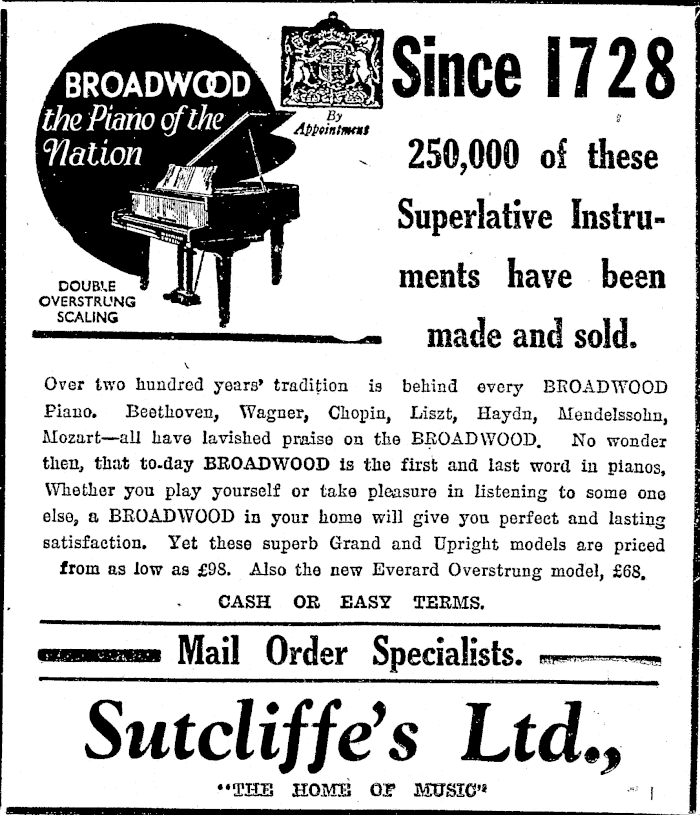 BROADWOOD
the Piano of the
Nation
By
Appointment
DOUBLE
OVERSTRUNG
SCALING
Since 1728
250,000 of these
Superlative Instru-
ments have been
made and sold.
Over two hundred years' tradition is behind every BROADWOOD
Piano. Beethoven, Wagner, Chopin, Liszt, Haydn, Mendelssohn,
Mozart—all have lavished praise on the BROADWOOD. No wonder
then, that to-day BROADWOOD is the first and last word in pianos,
Whether you play yourself or take pleasure in listening to some one
else, a BROADWOOD in your home will give you perfect and lasting
satisfaction. Yet these superb Grand and Upright models are priced
from as low as £98. Also the new Everard Overstrung model, £68.
CASH OR EASY TERMS.
Mail Order Specialists.
Sutcliffe's Ltd.,
"THE HOME OF MUSIC"